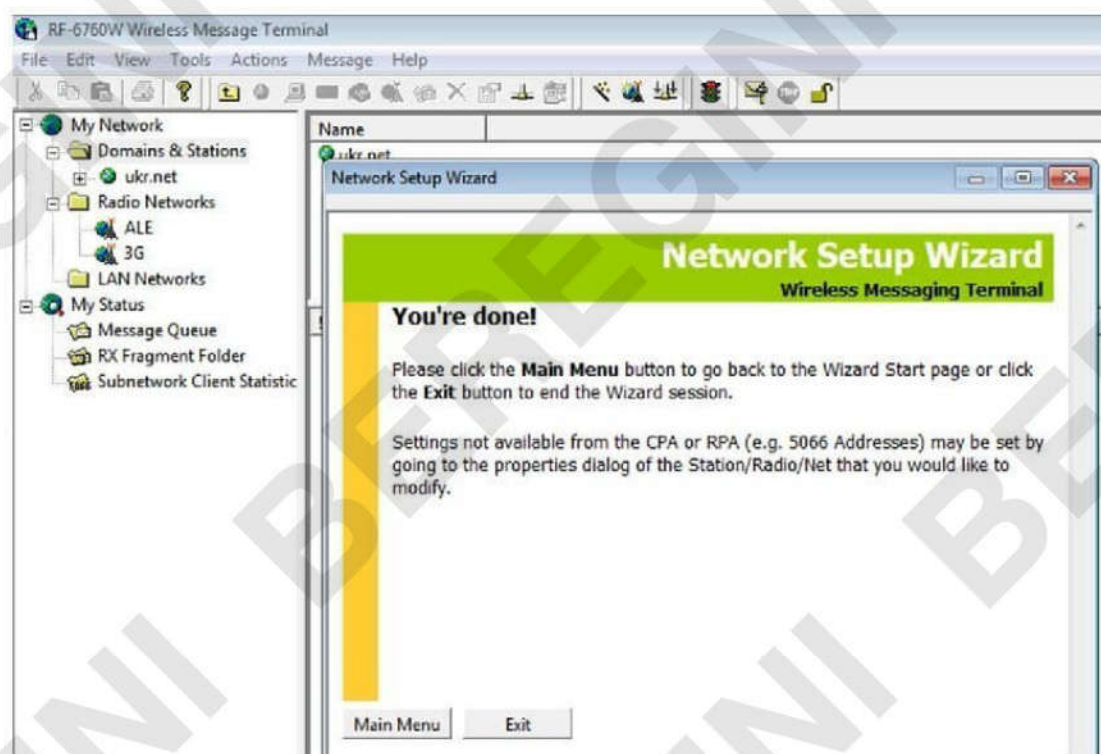 RF-6760W Wireless Message Terminal
File Edit View Tools Actions Message Help
My Network
Domains & Stations
ukr.net
Radio Networks
ALE
3G
LAN Networks
My Status
Message Queue
RX Fragment Folder
Subnetwork Client Statistic
Name
ukr.net
Network Setup Wizard
Network Setup Wizard
Wireless Messaging Terminal
You're done!
Please click the Main Menu button to go back to the Wizard Start page or click
the Exit button to end the Wizard session.
Settings not available from the CPA or RPA (e.g. 5066 Addresses) may be set by
going to the properties dialog of the Station/Radio/Net that you would like to
modify.
Main Menu Exit
BEREGNI
BEREGNI